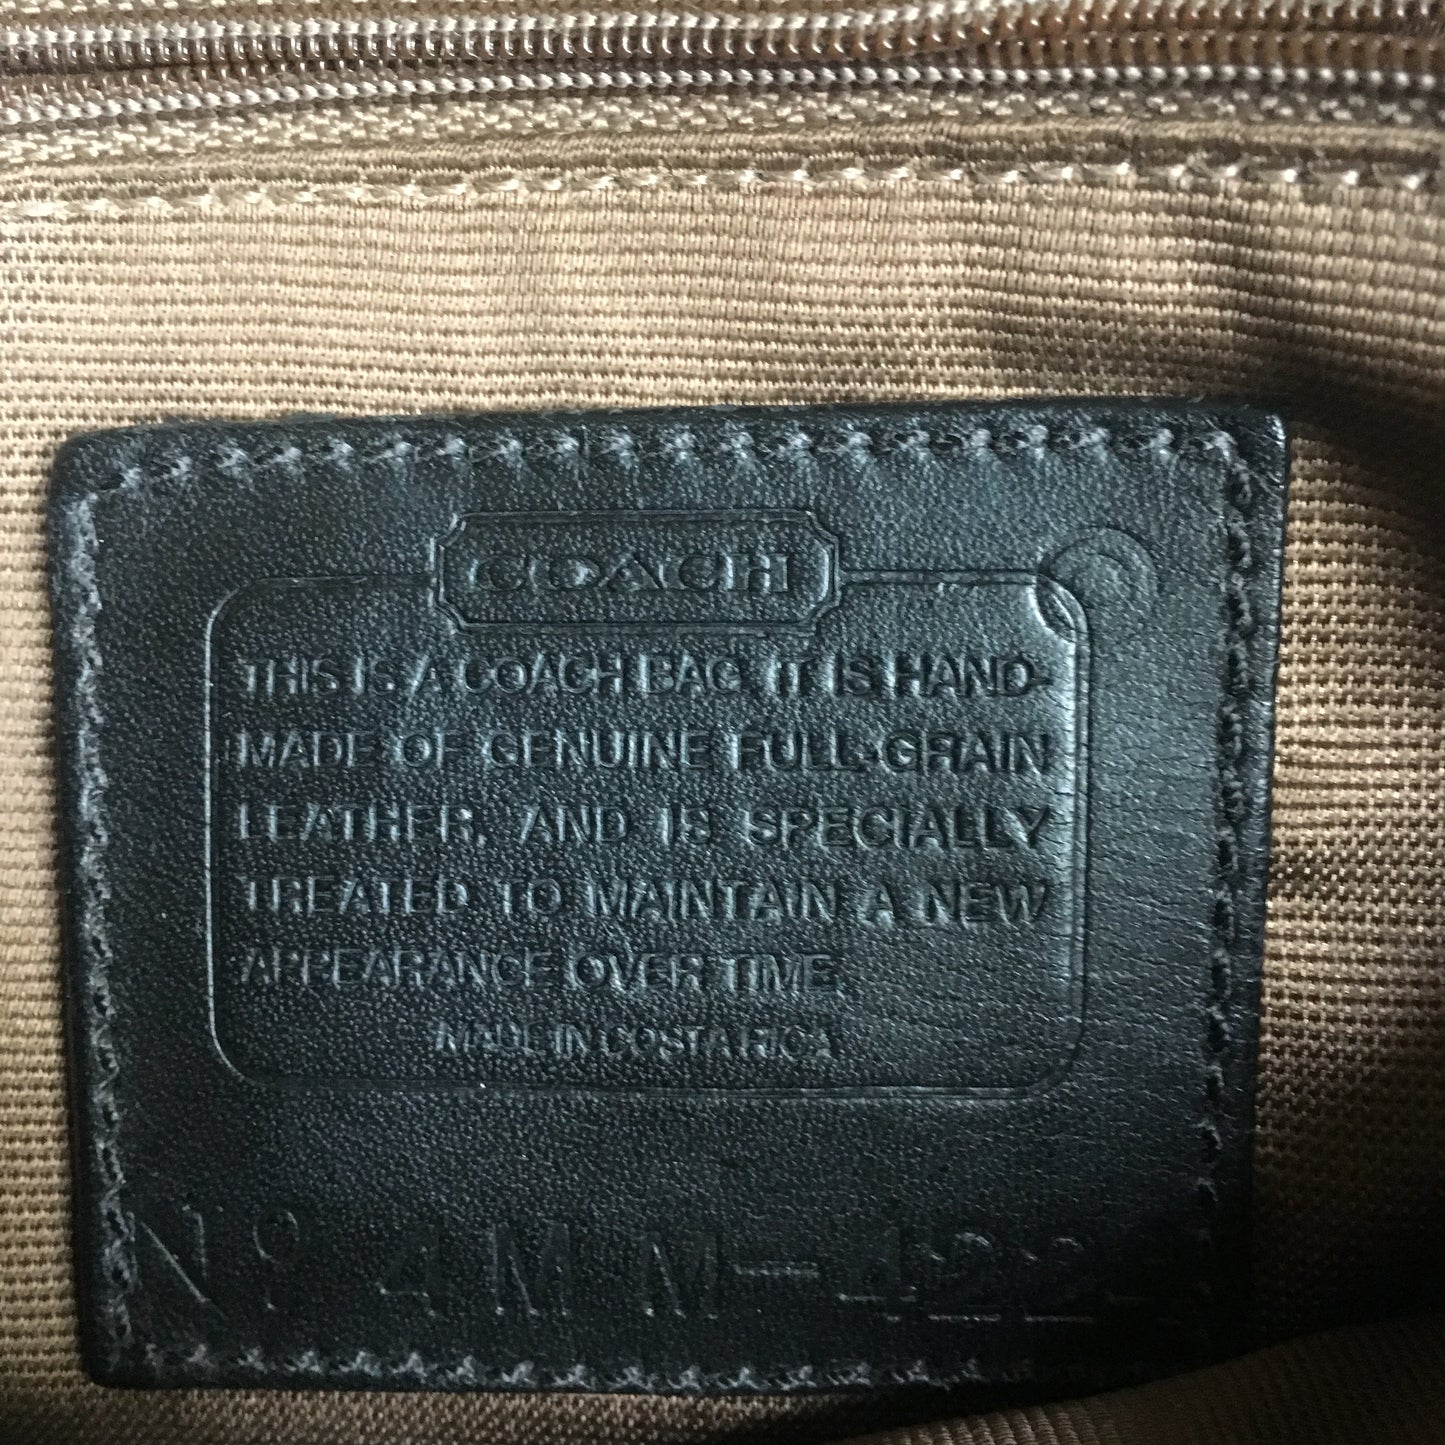 COACH
THIS IS A COACH BAG. IT IS HAND-
MADE OF GENUINE FULL-GRAIN
LEATHER, AND IS SPECIALLY
TREATED TO MAINTAIN A NEW
APPEARANCE OVER TIME.
MADE IN COSTA RICA
Nº